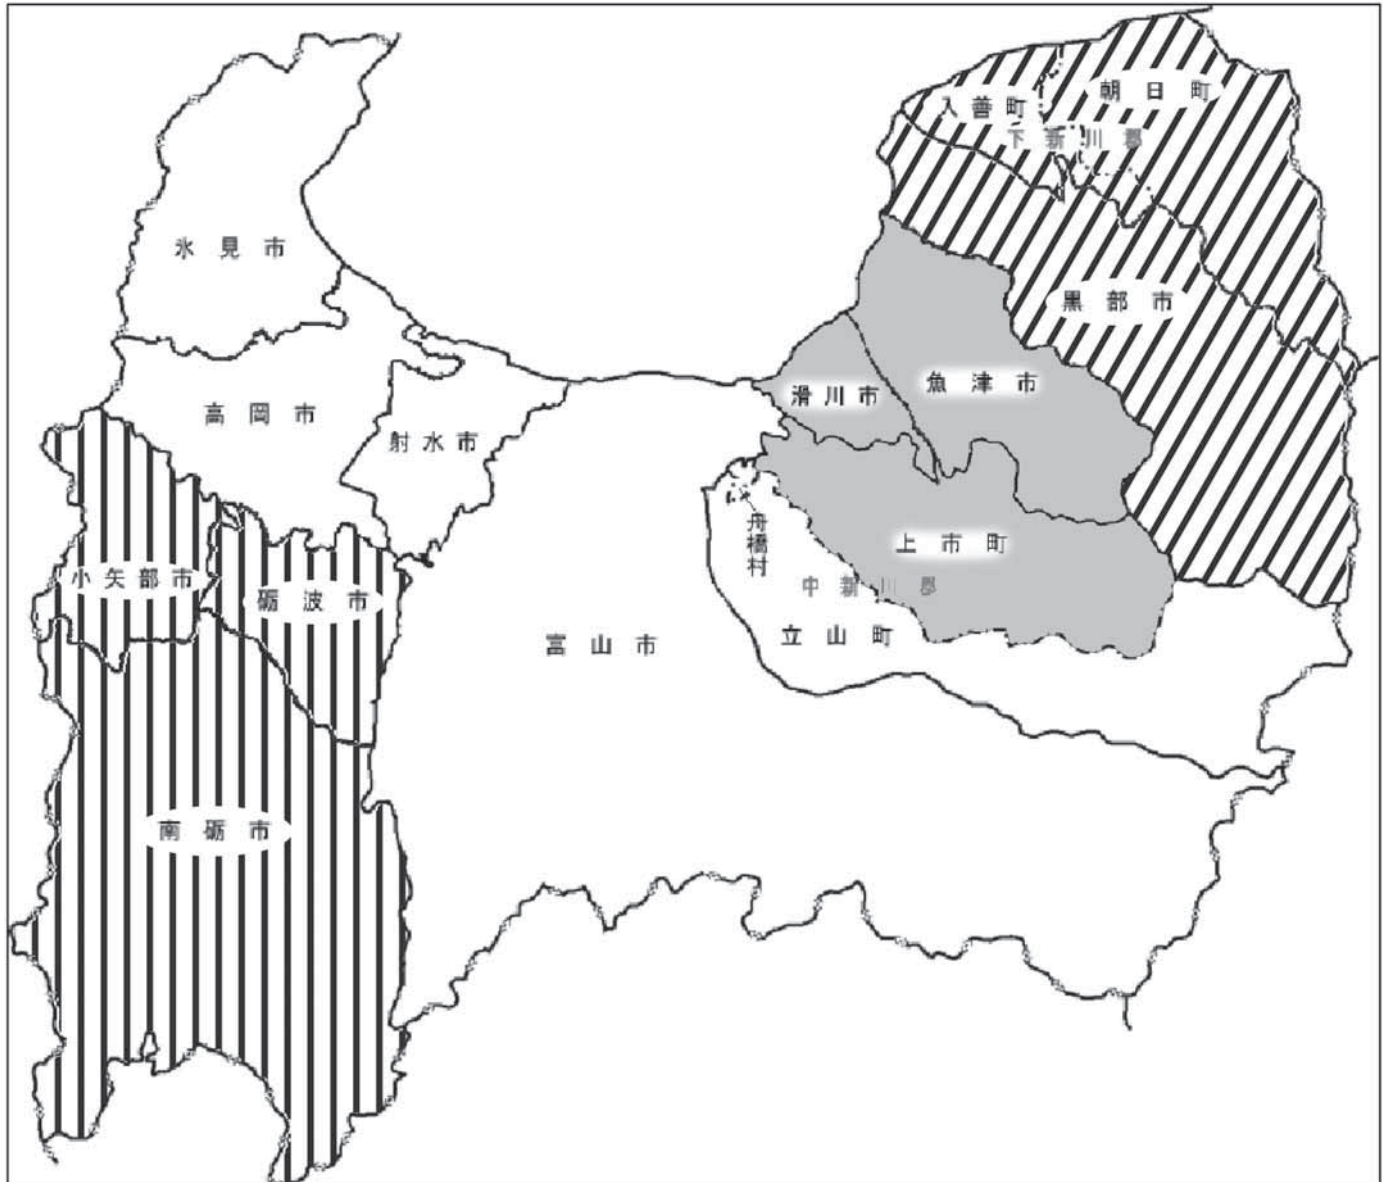 朝日町
入善町
下新川郡
氷見市
黒部市
魚津市
滑川市
高岡市
射水市
舟橋村
上市町
小矢部市
砺波市
中新川郡
立山町
富山市
南砺市